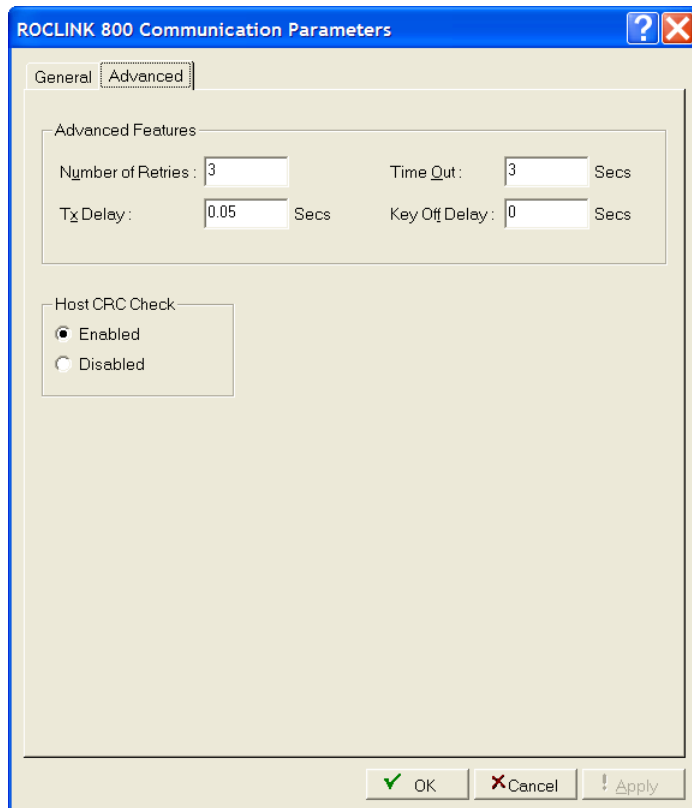 ROCLINK 800 Communication Parameters ?
General Advanced
Advanced Features
Number of Retries : 3 Time Out : 3 Secs
Tx Delay : 0.05 Secs Key Off Delay : 0 Secs
Host CRC Check
Enabled
Disabled
OK Cancel ! Apply